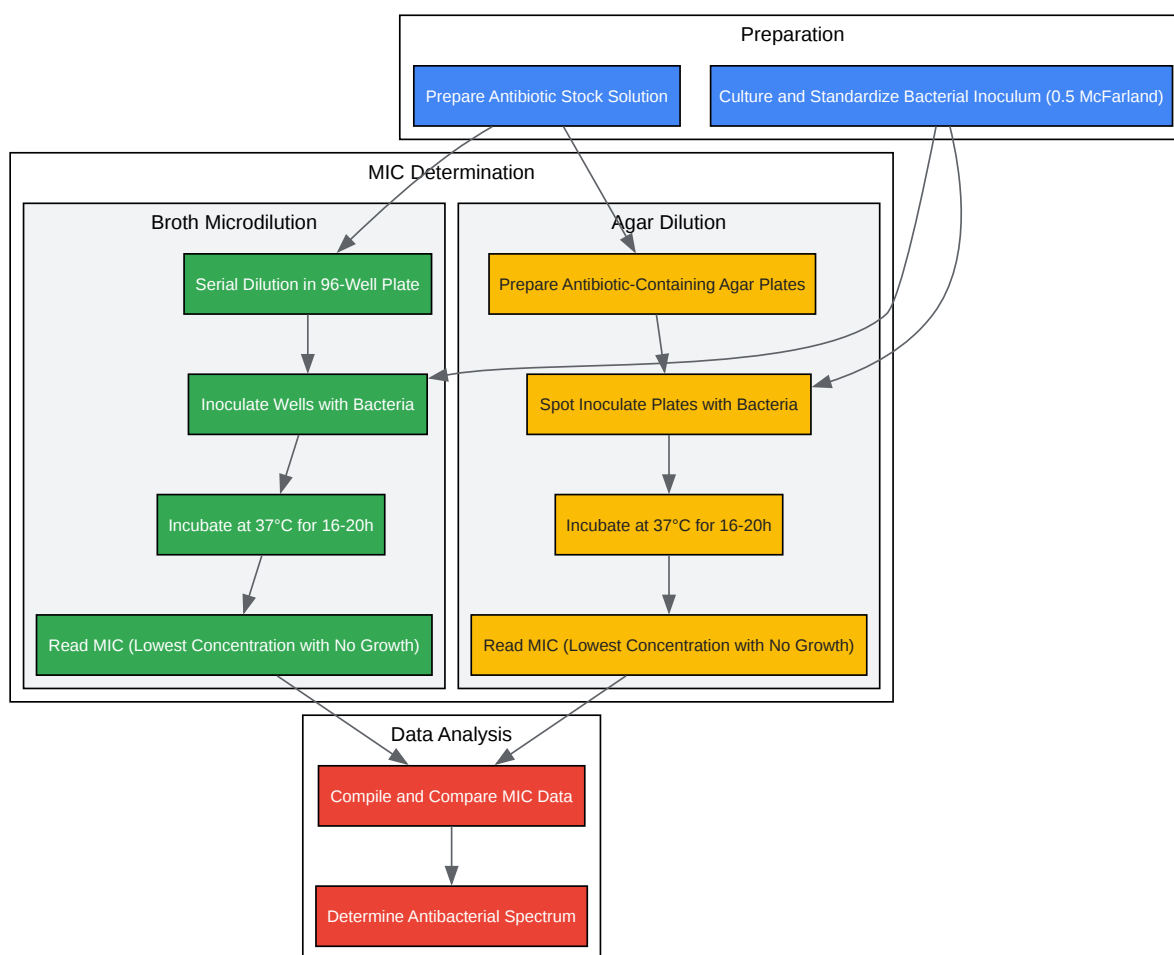 Preparation
Prepare Antibiotic Stock Solution
Culture and Standardize Bacterial Inoculum (0.5 McFarland)
MIC Determination
Broth Microdilution
Agar Dilution
Serial Dilution in 96-Well Plate
Prepare Antibiotic-Containing Agar Plates
Inoculate Wells with Bacteria
Spot Inoculate Plates with Bacteria
Incubate at 37°C for 16-20h
Incubate at 37°C for 16-20h
Read MIC (Lowest Concentration with No Growth)
Read MIC (Lowest Concentration with No Growth)
Data Analysis
Compile and Compare MIC Data
Determine Antibacterial Spectrum